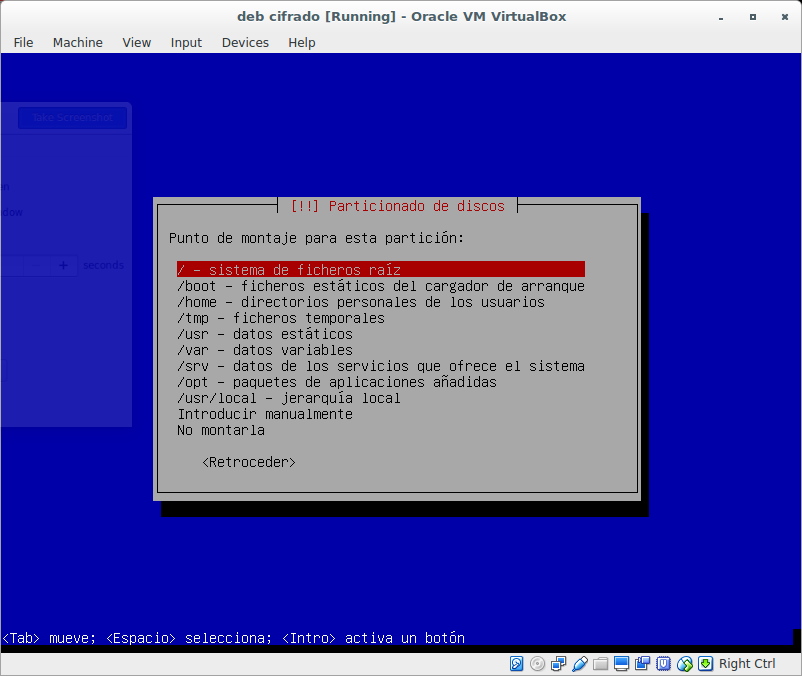 deb cifrado [Running] - Oracle VM VirtualBox
File Machine View Input Devices Help
Take Screenshot
seconds
[!!] Particionado de discos
Punto de montaje para esta partición:
/ - sistema de ficheros raíz
/boot - ficheros estáticos del cargador de arranque
/home - directorios personales de los usuarios
/tmp - ficheros temporales
/usr - datos estáticos
/var - datos variables
/srv - datos de los servicios que ofrece el sistema
/opt - paquetes de aplicaciones añadidas
/usr/local - jerarquía local
Introducir manualmente
No montarla
<Retroceder>
<Tab> mueve; <Espacio> selecciona; <Intro> activa un botón
Right Ctrl